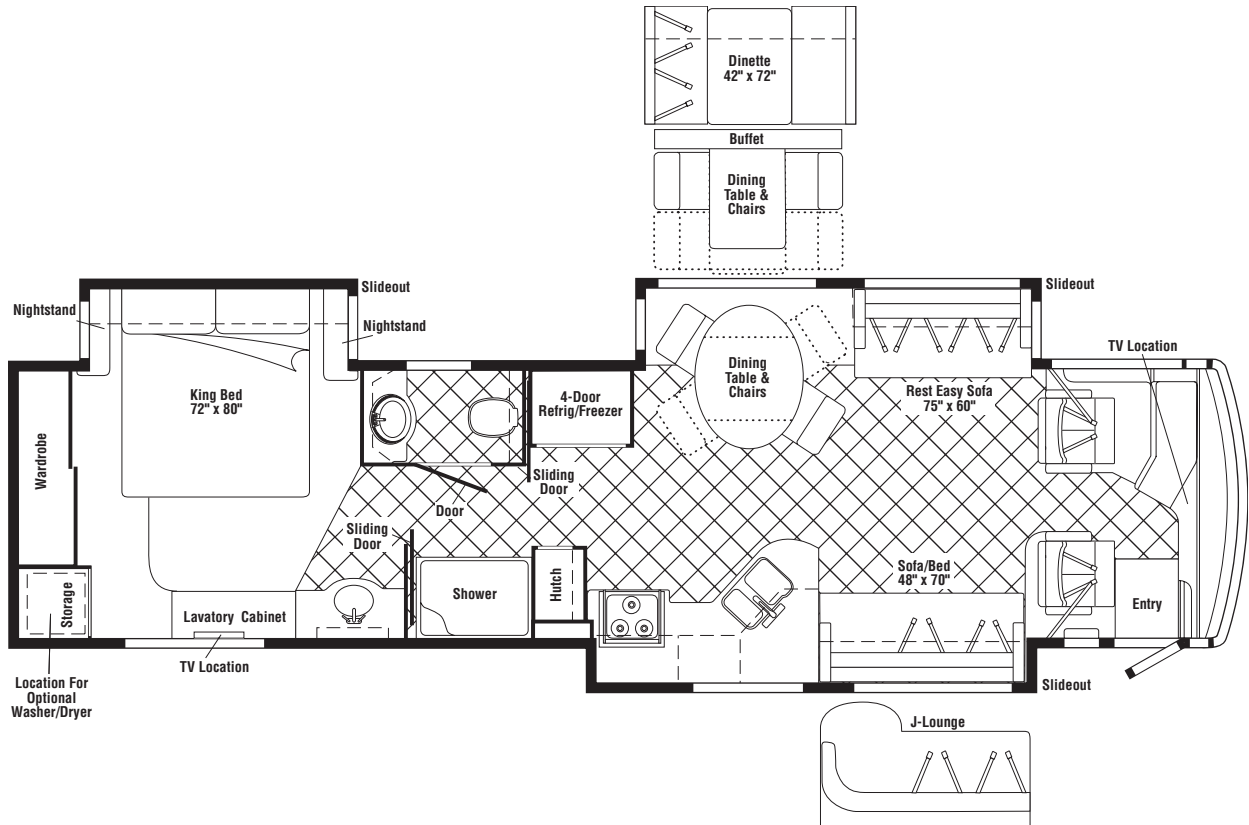 Dinette
42" x 72"
Buffet
Dining
Table &
Chairs
Slideout
Slideout
Nightstand
Nightstand
TV Location
King Bed
72" x 80"
4-Door
Refrig/Freezer
Dining
Table &
Chairs
Rest Easy Sofa
75" x 60"
Wardrobe
Sliding
Door
Door
Sliding
Door
Sofa/Bed
48" x 70"
Storage
Lavatory Cabinet
Shower
Hutch
Entry
TV Location
Location For
Optional
Washer/Dryer
Slideout
J-Lounge